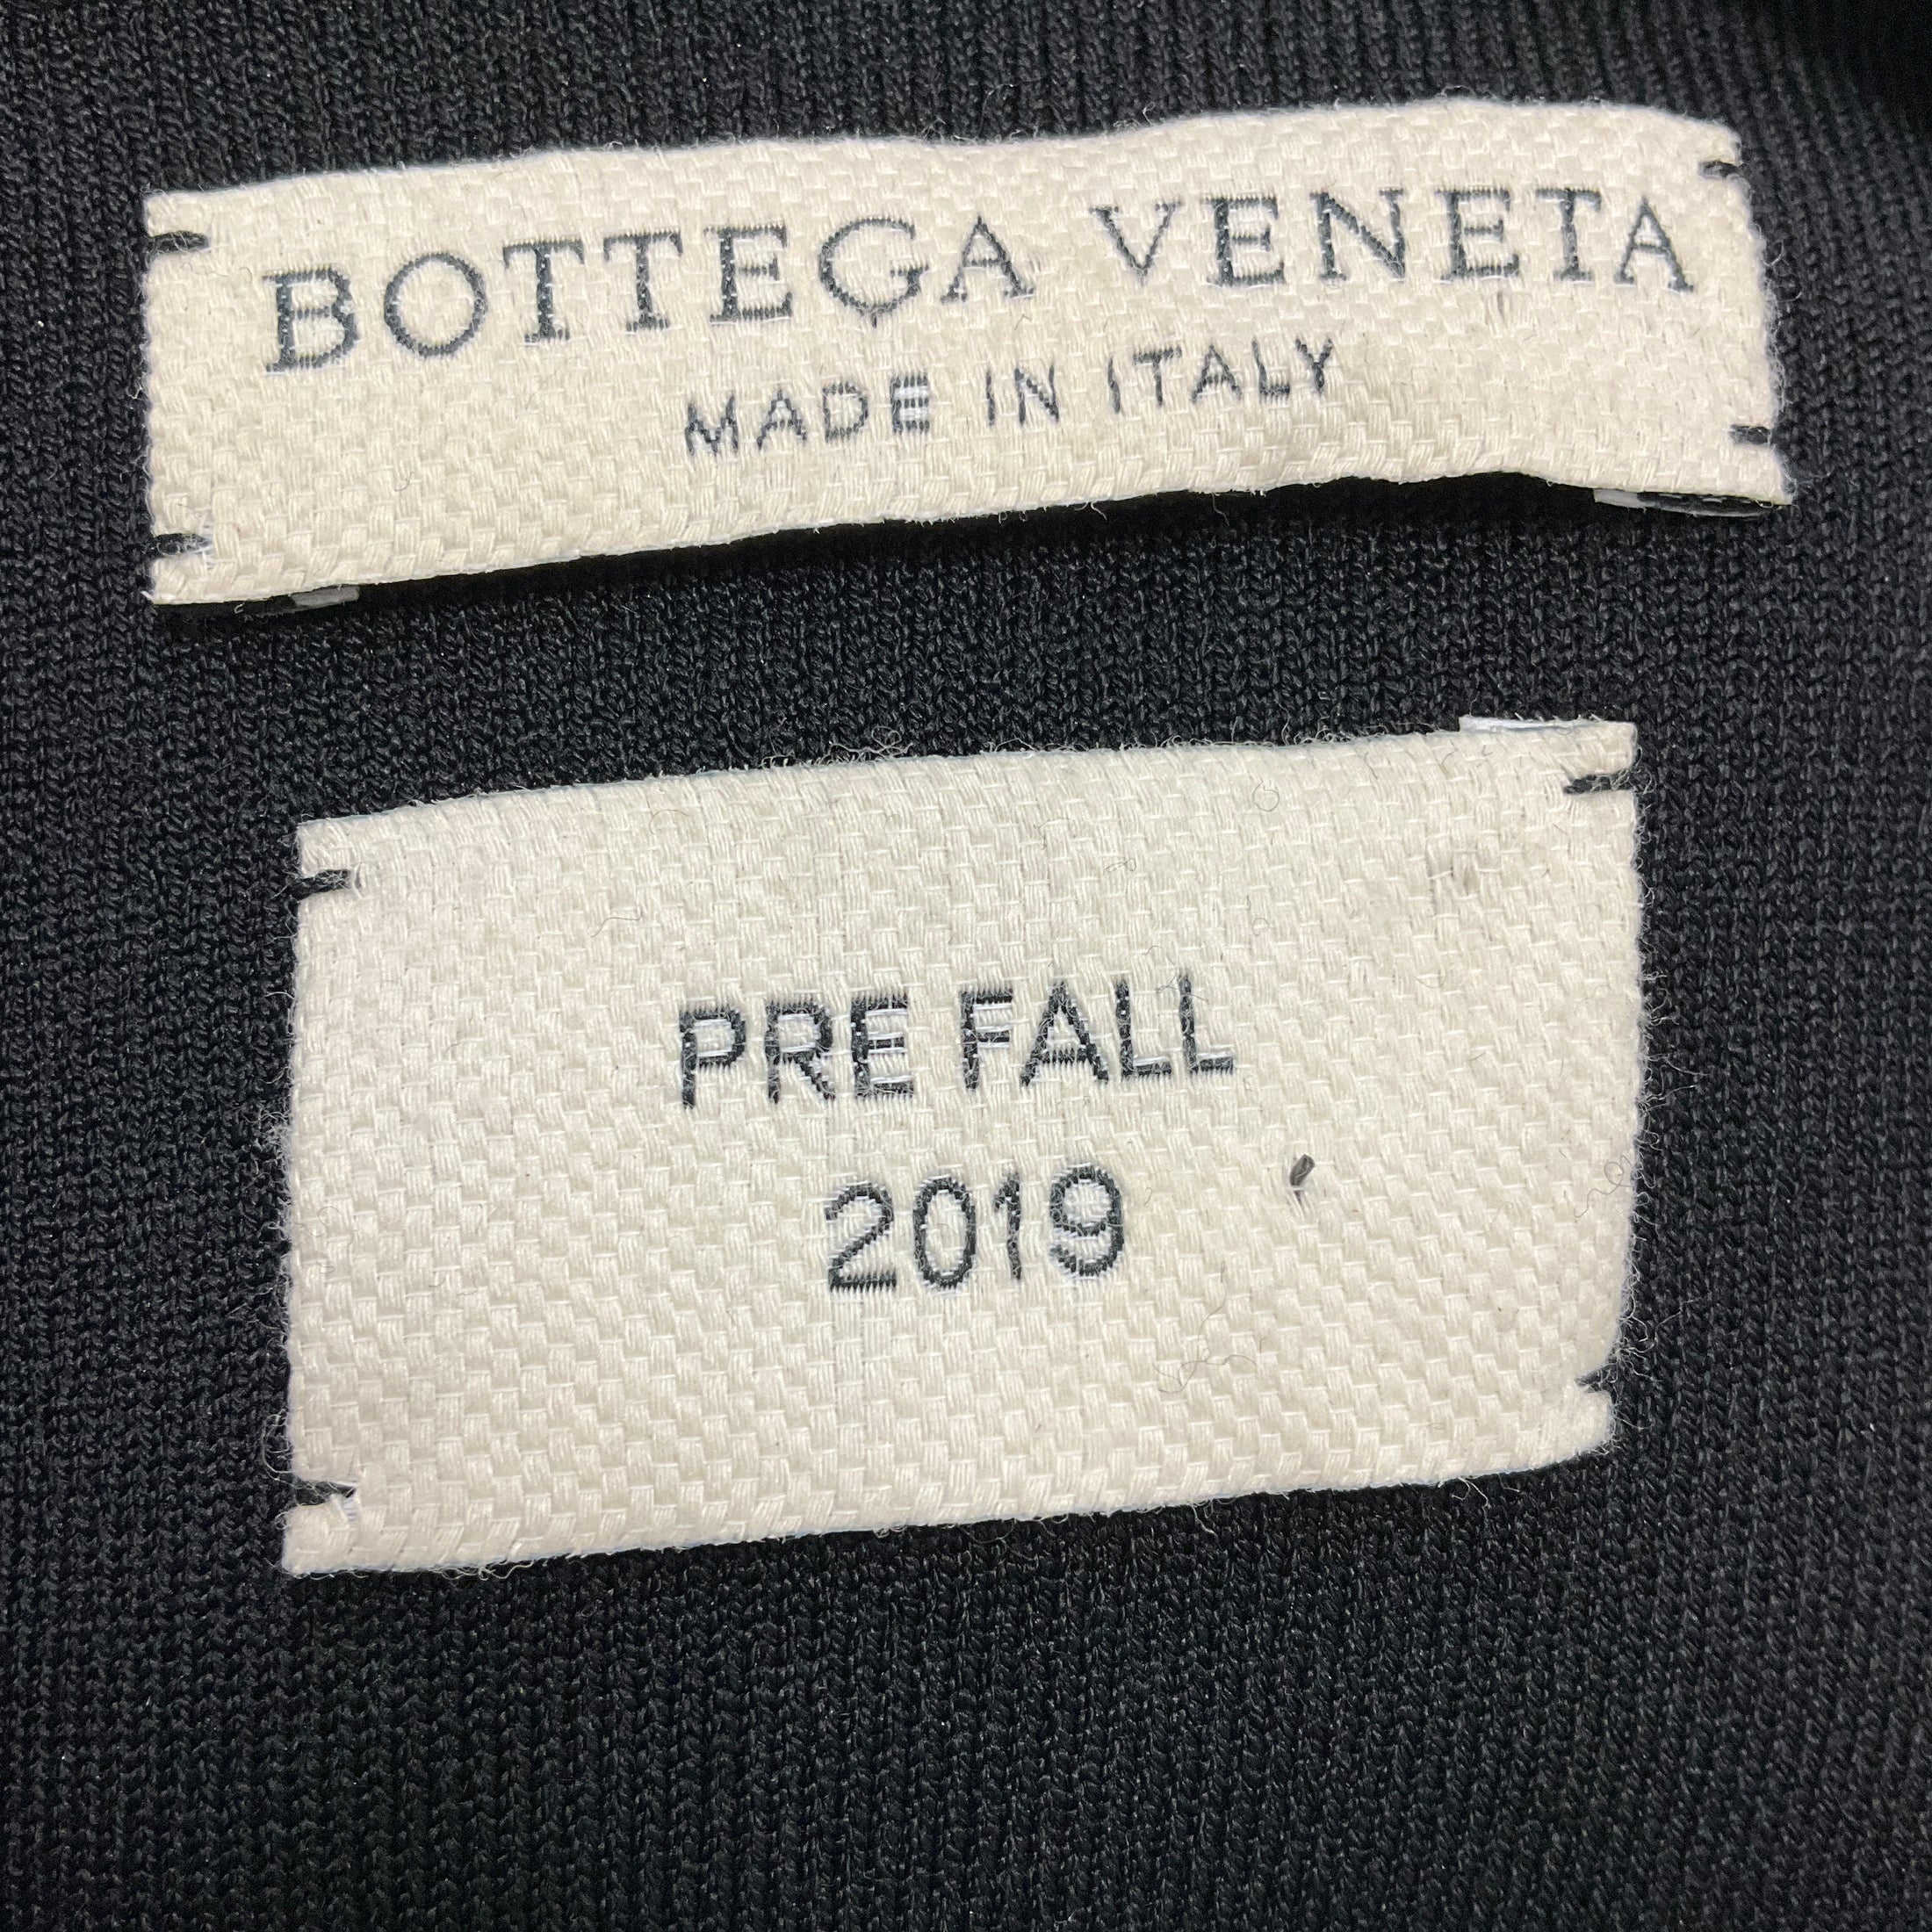 BOTTEGA VENETA
MADE IN ITALY
PRE FALL
2019